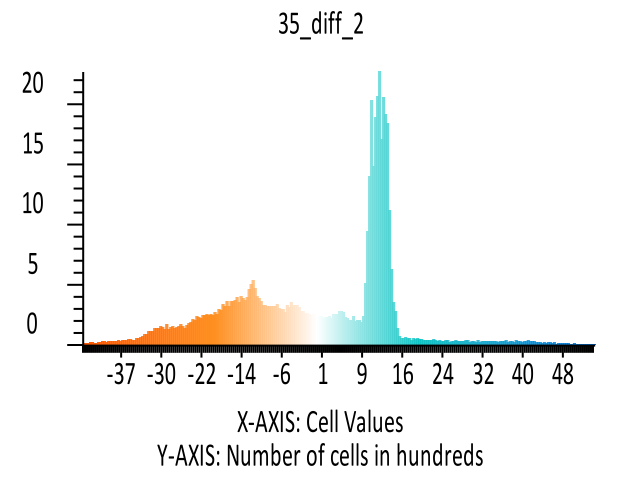 35_diff_2
20
15
10
5
0
-37 -30 -22 -14 -6 1 9 16 24 32 40 48
X-AXIS: Cell Values
Y-AXIS: Number of cells in hundreds